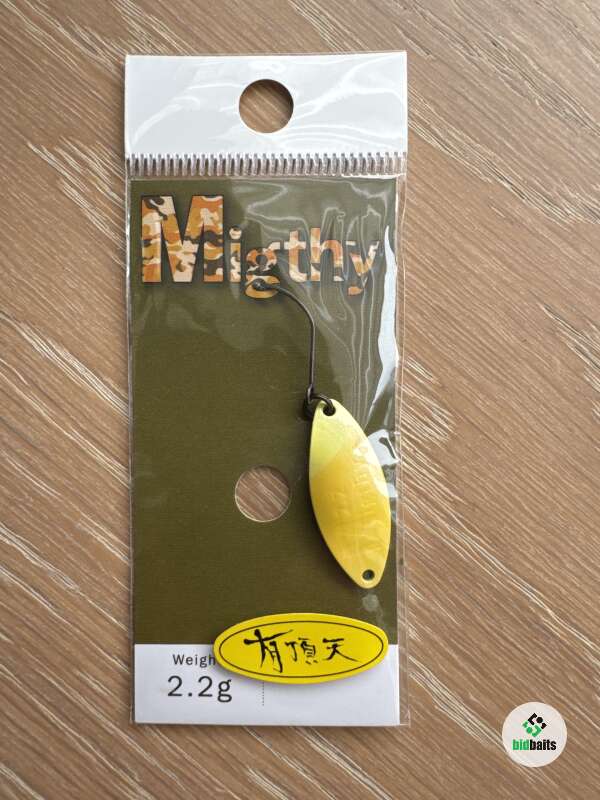 Migthy
Weigh
有頂天
2.2g
bidbaits